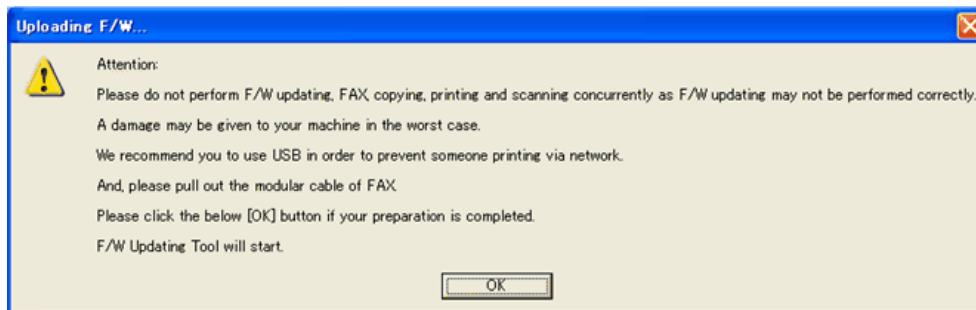 Uploading F/W...
Attention:
Please do not perform F/W updating, FAX, copying, printing and scanning concurrently as F/W updating may not be performed correctly.
A damage may be given to your machine in the worst case.
We recommend you to use USB in order to prevent someone printing via network.
And, please pull out the modular cable of FAX.
Please click the below [OK] button if your preparation is completed.
F/W Updating Tool will start.
OK